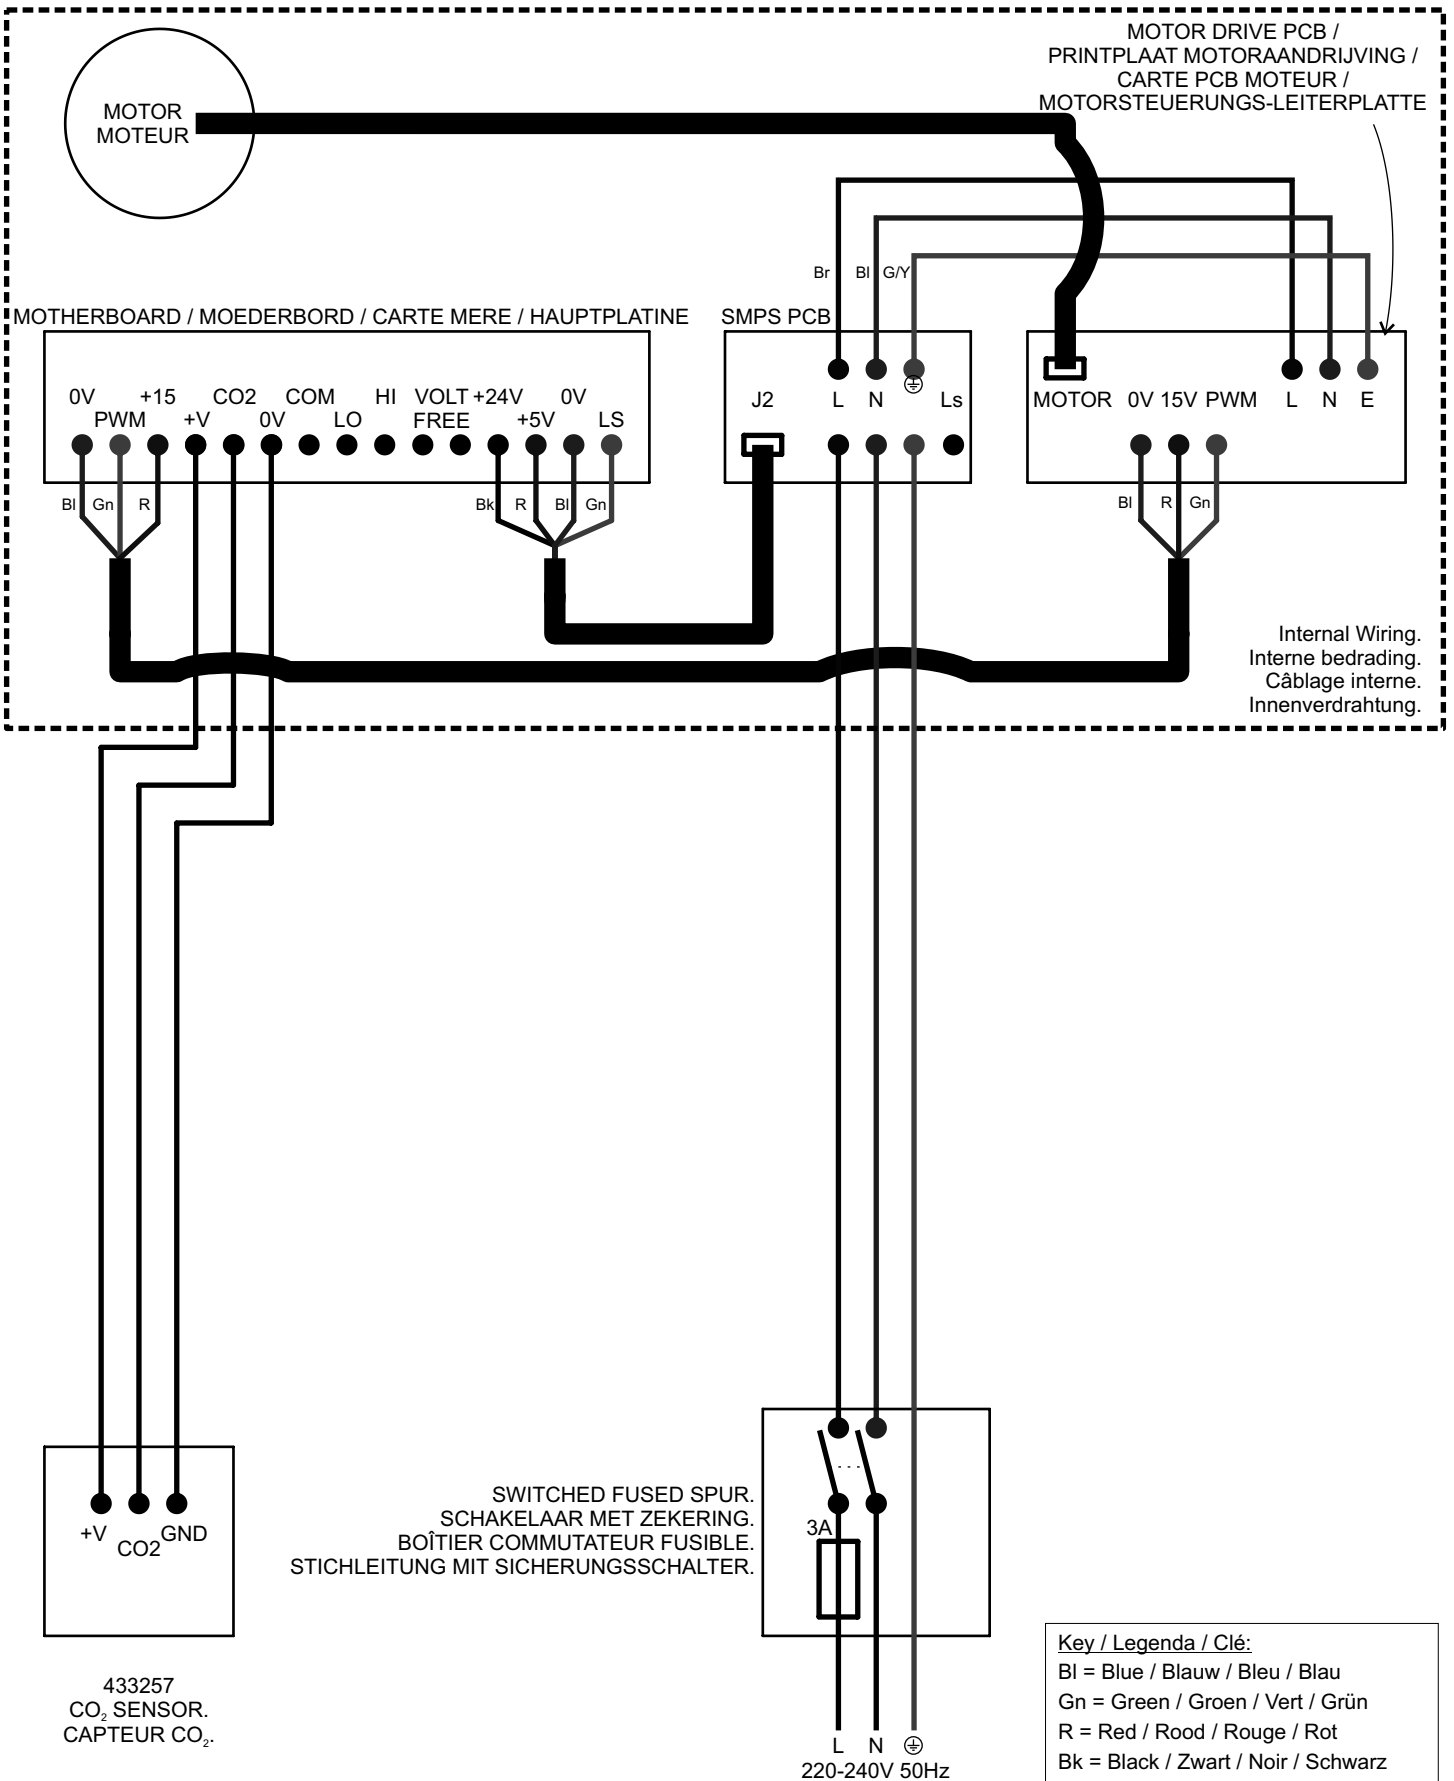 MOTOR DRIVE PCB /
PRINTPLAAT MOTORAANDRIJVING /
CARTE PCB MOTEUR /
MOTORSTEUERUNGS-LEITERPLATTE
MOTOR
MOTEUR
Br Bl G/Y
MOTHERBOARD / MOEDERBORD / CARTE MERE / HAUPTPLATINE
SMPS PCB
0V +15 CO2 COM HI VOLT +24V 0V
PWM +V 0V LO FREE +5V LS
J2 L N Ls
MOTOR 0V 15V PWM L N E
Bl Gn R
Bk R Bl Gn
Bl R Gn
Internal Wiring.
Interne bedrading.
Câblage interne.
Innenverdrahtung.
SWITCHED FUSED SPUR.
SCHAKELAAR MET ZEKERING.
BOÎTIER COMMUTATEUR FUSIBLE.
STICHLEITUNG MIT SICHERUNGSSCHALTER.
3A
+V CO2 GND
433257
CO₂ SENSOR.
CAPTEUR CO₂.
L N
220-240V 50Hz
Key / Legenda / Clé:
Bl = Blue / Blauw / Bleu / Blau
Gn = Green / Groen / Vert / Grün
R = Red / Rood / Rouge / Rot
Bk = Black / Zwart / Noir / Schwarz